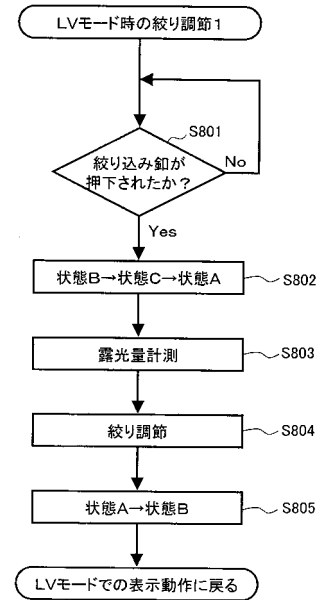 LVモード時の絞り調節1
S801
絞り込み釦が
押下されたか？
No
Yes
状態B→状態C→状態A
S802
露光量計測
S803
絞り調節
S804
状態A→状態B
S805
LVモードでの表示動作に戻る